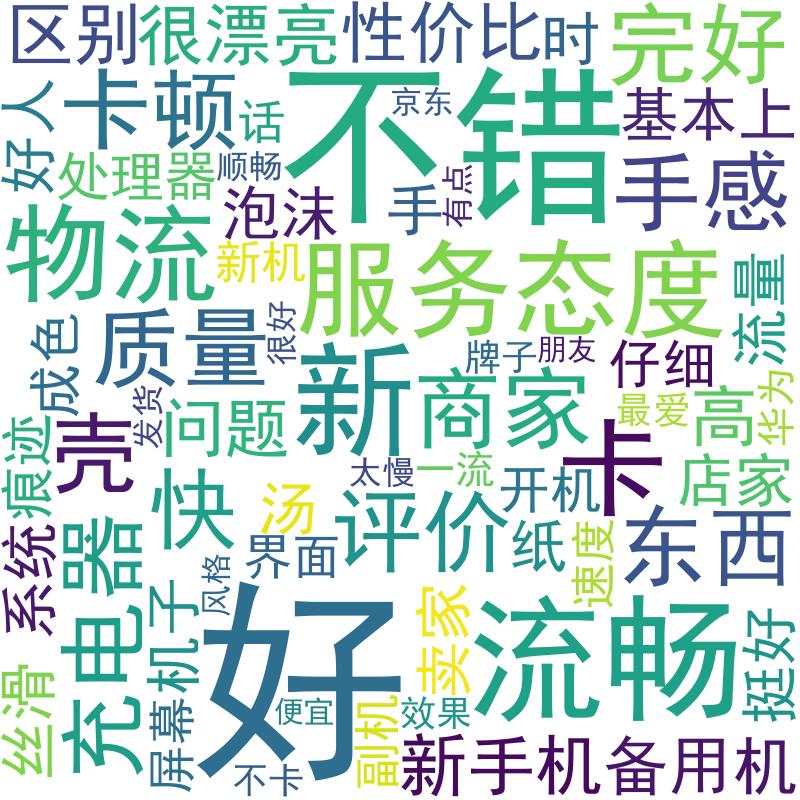 区别
很漂亮
性价比
时
完好
好人
卡顿
话
不错
京东
基本上
处理器
顺畅
泡沫
手
有点
手感
物流
新机
服务态度
流量
成色
质量
很好
新
牌子
朋友
仔细
商家
华为
痕迹
壳
发货
问题
卡
最爱
高
太慢
一流
开机
店家
系统
充电器
快
汤
评价
纸
速度
东西
界面
风格
机子
好
卖家
流畅
挺好
丝滑
屏幕
便宜
副机
效果
不卡
新手机
备用机